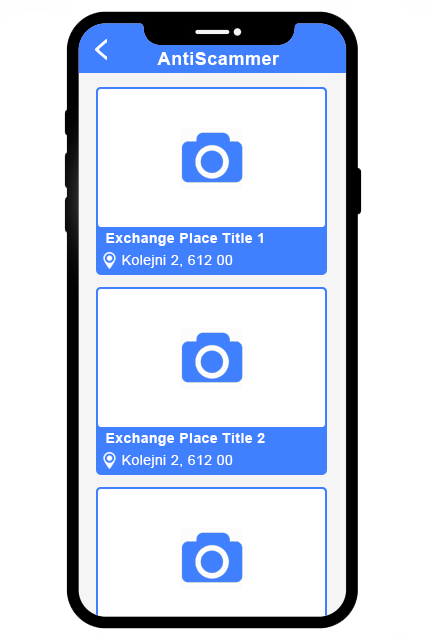 AntiScammer
Exchange Place Title 1
Kolejni 2, 612 00
Exchange Place Title 2
Kolejni 2, 612 00